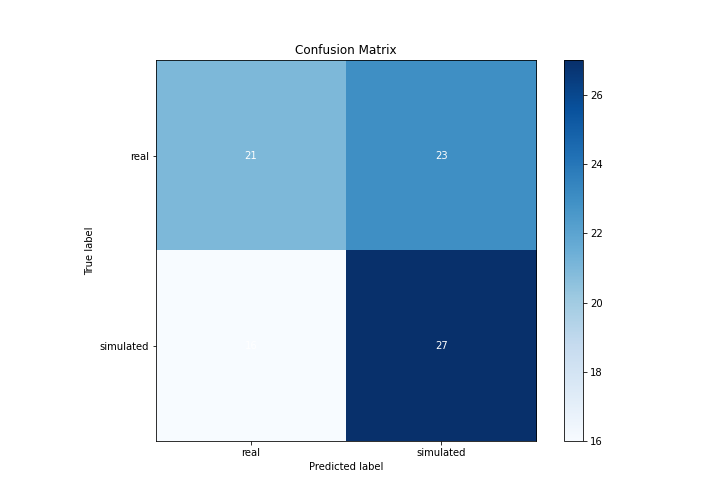 Confusion Matrix
26
real 21 23
24
True label
22
20
simulated 27
18
16
real simulated
Predicted label